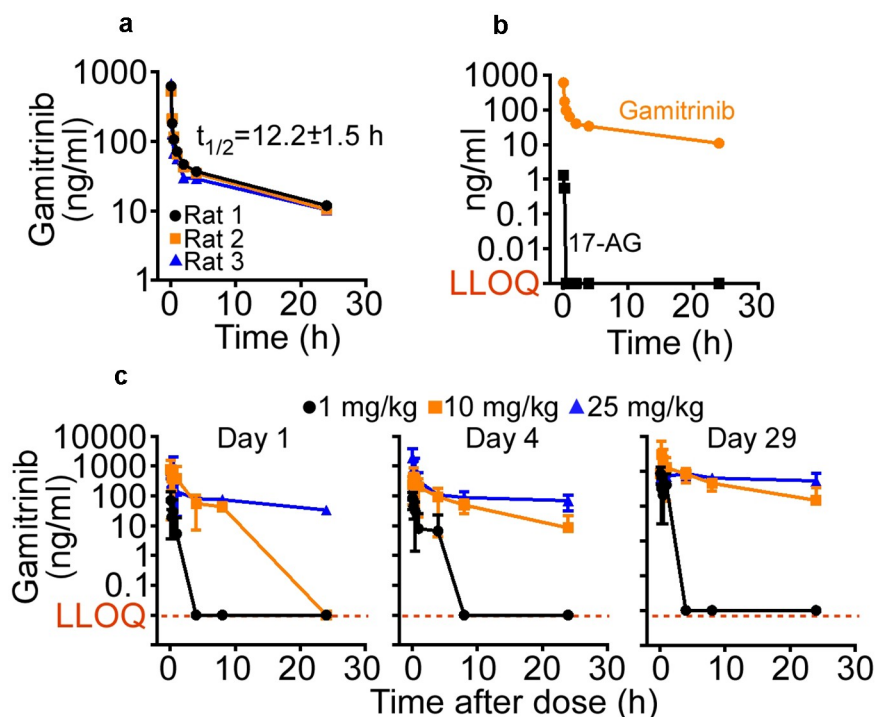 a
1000
100
10
1
Gamitrinib
(ng/ml)
t1/2=12.2±1.5 h
Rat 1
Rat 2
Rat 3
0 10 20 30
Time (h)
b
1000
100
10
1
0.1
0.01
LLOQ
ng/ml
Gamitrinib
17-AG
0 10 20 30
Time (h)
c
1 mg/kg 10 mg/kg 25 mg/kg
Day 1 Day 4 Day 29
10000
1000
100
10
1
0.1
LLOQ
Gamitrinib
(ng/ml)
0 10 20 30 0 10 20 30 0 10 20 30
Time after dose (h)